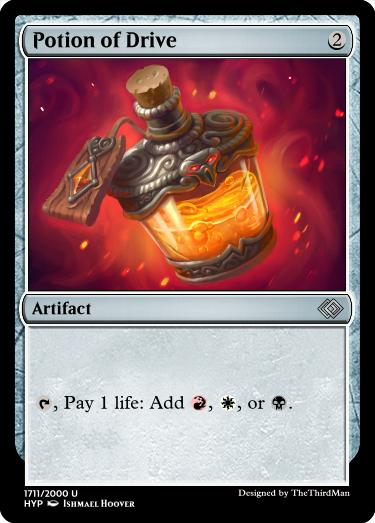 Potion of Drive 2
Artifact
, Pay 1 life: Add , , or .
1711/2000 U
HYP Ishmael Hoover
Designed by TheThirdMan